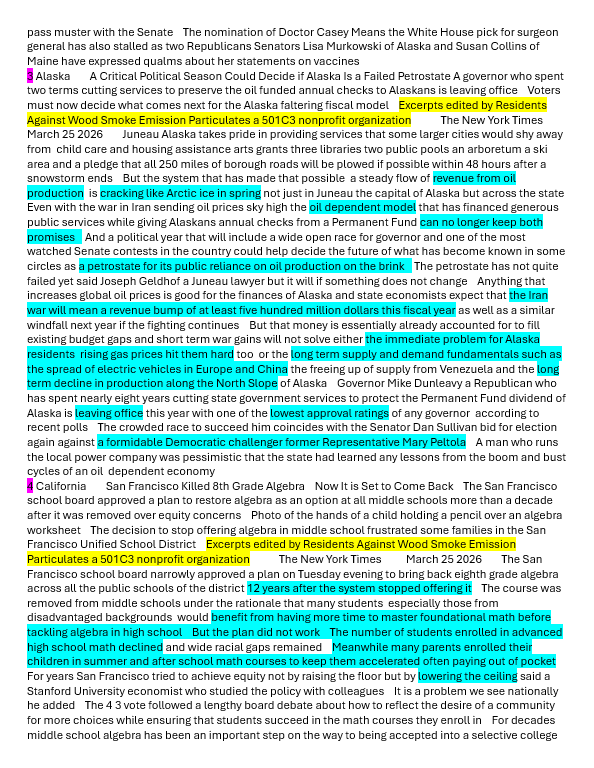 pass muster with the Senate The nomination of Doctor Casey Means the White House pick for surgeon
general has also stalled as two Republicans Senators Lisa Murkowski of Alaska and Susan Collins of
Maine have expressed qualms about her statements on vaccines
3 Alaska A Critical Political Season Could Decide if Alaska Is a Failed Petrostate A governor who spent
two terms cutting services to preserve the oil funded annual checks to Alaskans is leaving office Voters
must now decide what comes next for the Alaska faltering fiscal model Excerpts edited by Residents
Against Wood Smoke Emission Particulates a 501C3 nonprofit organization The New York Times
March 25 2026 Juneau Alaska takes pride in providing services that some larger cities would shy away
from child care and housing assistance arts grants three libraries two public pools an arboretum a ski
area and a pledge that all 250 miles of borough roads will be plowed if possible within 48 hours after a
snowstorm ends But the system that has made that possible a steady flow of revenue from oil
production is cracking like Arctic ice in spring not just in Juneau the capital of Alaska but across the state
Even with the war in Iran sending oil prices sky high the oil dependent model that has financed generous
public services while giving Alaskans annual checks from a Permanent Fund can no longer keep both
promises And a political year that will include a wide open race for governor and one of the most
watched Senate contests in the country could help decide the future of what has become known in some
circles as a petrostate for its public reliance on oil production on the brink The petrostate has not quite
failed yet said Joseph Geldhof a Juneau lawyer but it will if something does not change Anything that
increases global oil prices is good for the finances of Alaska and state economists expect that the Iran
war will mean a revenue bump of at least five hundred million dollars this fiscal year as well as a similar
windfall next year if the fighting continues But that money is essentially already accounted for to fill
existing budget gaps and short term war gains will not solve either the immediate problem for Alaska
residents rising gas prices hit them hard too or the long term supply and demand fundamentals such as
the spread of electric vehicles in Europe and China the freeing up of supply from Venezuela and the long
term decline in production along the North Slope of Alaska Governor Mike Dunleavy a Republican who
has spent nearly eight years cutting state government services to protect the Permanent Fund dividend of
Alaska is leaving office this year with one of the lowest approval ratings of any governor according to
recent polls The crowded race to succeed him coincides with the Senator Dan Sullivan bid for election
again against a formidable Democratic challenger former Representative Mary Peltola A man who runs
the local power company was pessimistic that the state had learned any lessons from the boom and bust
cycles of an oil dependent economy
4 California San Francisco Killed 8th Grade Algebra Now It is Set to Come Back The San Francisco
school board approved a plan to restore algebra as an option at all middle schools more than a decade
after it was removed over equity concerns Photo of the hands of a child holding a pencil over an algebra
worksheet The decision to stop offering algebra in middle school frustrated some families in the San
Francisco Unified School District Excerpts edited by Residents Against Wood Smoke Emission
Particulates a 501C3 nonprofit organization The New York Times March 25 2026 The San
Francisco school board narrowly approved a plan on Tuesday evening to bring back eighth grade algebra
across all the public schools of the district 12 years after the system stopped offering it The course was
removed from middle schools under the rationale that many students especially those from
disadvantaged backgrounds would benefit from having more time to master foundational math before
tackling algebra in high school But the plan did not work The number of students enrolled in advanced
high school math declined and wide racial gaps remained Meanwhile many parents enrolled their
children in summer and after school math courses to keep them accelerated often paying out of pocket
For years San Francisco tried to achieve equity not by raising the floor but by lowering the ceiling said a
Stanford University economist who studied the policy with colleagues It is a problem we see nationally
he added The 4 3 vote followed a lengthy board debate about how to reflect the desire of a community
for more choices while ensuring that students succeed in the math courses they enroll in For decades
middle school algebra has been an important step on the way to being accepted into a selective college